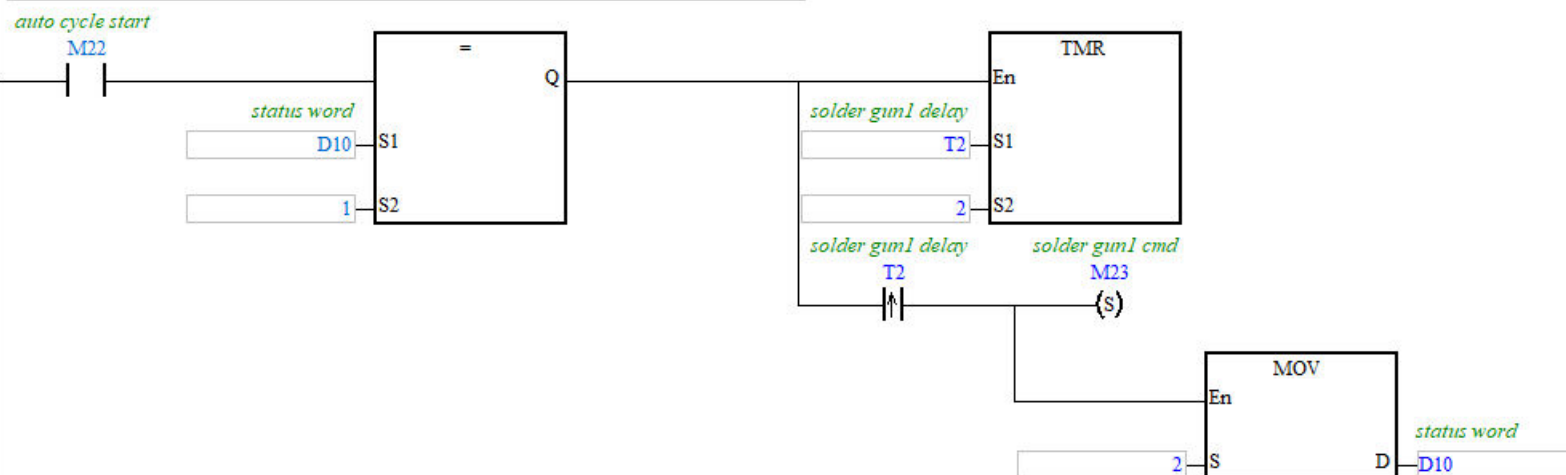 auto cycle start
M22
=
TMR
Q
En
status word
solder gun1 delay
D10 S1
T2 S1
1 S2
2 S2
solder gun1 delay
solder gun1 cmd
T2
M23
(S)
MOV
En
status word
2 S
D D10